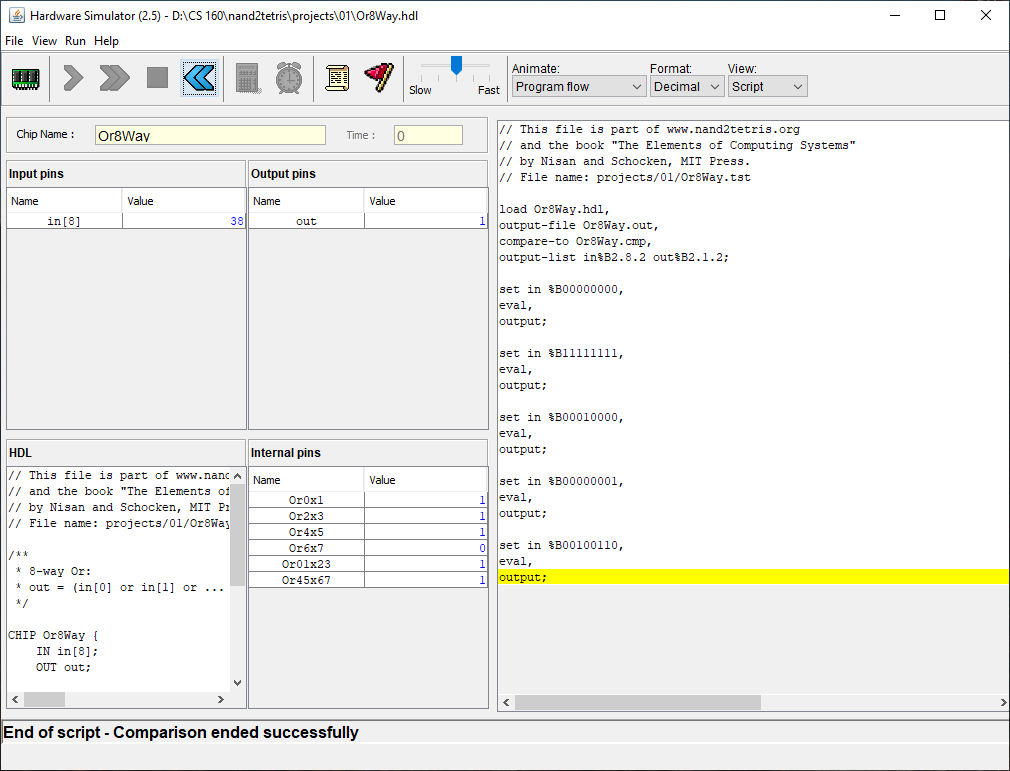 Hardware Simulator (2.5) - D:\CS 160\nand2tetris\projects\01\Or8Way.hdl
File View Run Help
Slow Fast
Animate: Format: View:
Program flow Decimal Script
Chip Name : Or8Way Time : 0
Input pins
Name Value
in[8] 38
Output pins
Name Value
out 1
HDL
// This file is part of www.nand
// and the book "The Elements of
// by Nisan and Schocken, MIT Pr
// File name: projects/01/Or8Way
/**
* 8-way Or:
* out = (in[0] or in[1] or ...
*/
CHIP Or8Way {
IN in[8];
OUT out;
Internal pins
Name Value
Or0x1 1
Or2x3 1
Or4x5 1
Or6x7 0
Or01x23 1
Or45x67 1
// This file is part of www.nand2tetris.org
// and the book "The Elements of Computing Systems"
// by Nisan and Schocken, MIT Press.
// File name: projects/01/Or8Way.tst
load Or8Way.hdl,
output-file Or8Way.out,
compare-to Or8Way.cmp,
output-list in%B2.8.2 out%B2.1.2;
set in %B00000000,
eval,
output;
set in %B11111111,
eval,
output;
set in %B00010000,
eval,
output;
set in %B00000001,
eval,
output;
set in %B00100110,
eval,
output;
End of script - Comparison ended successfully